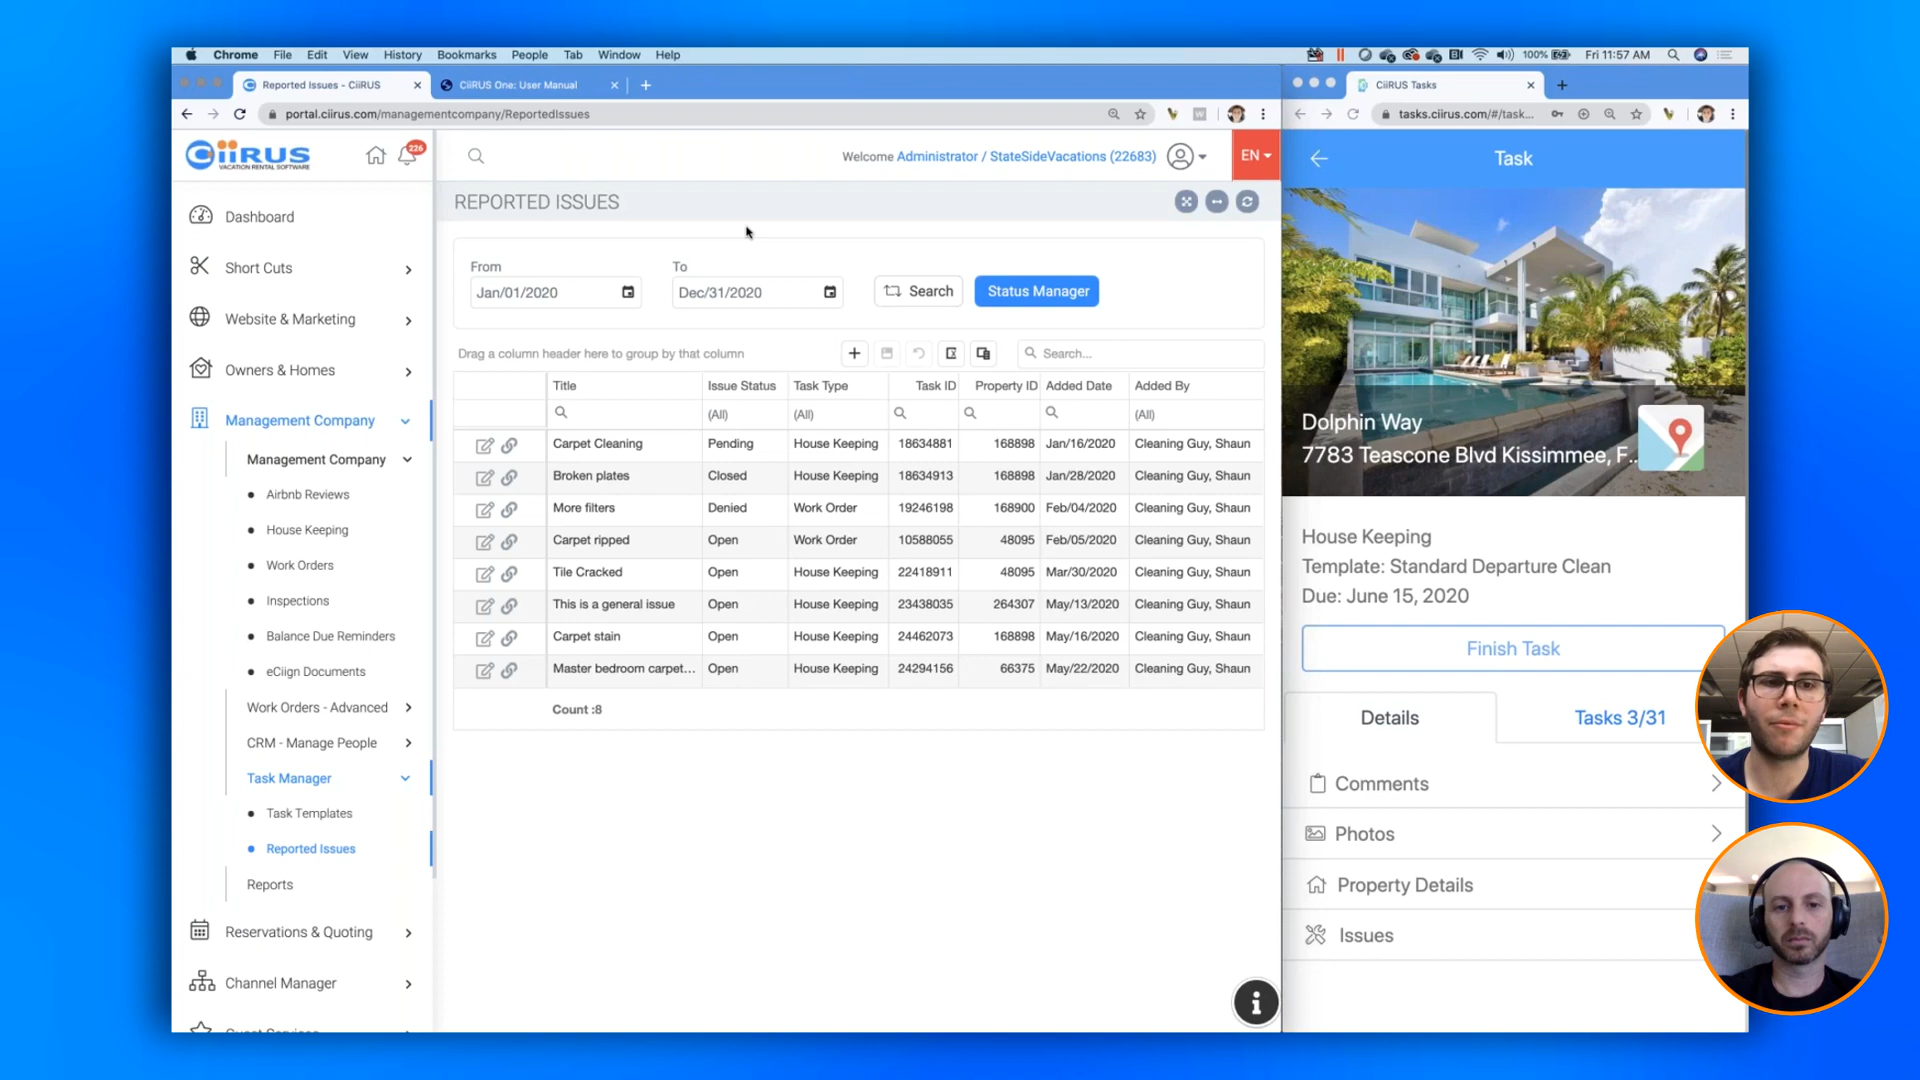 Chrome File Edit View History Bookmarks People Tab Window Help
100% Fri 11:57 AM
Reported Issues - CiiRUS
CiiRUS One: User Manual
CiiRUS Tasks
portal.ciirus.com/managementcompany/ReportedIssues
tasks.ciirus.com/#/task...
CiiRUS
VACATION RENTAL SOFTWARE
226
Welcome Administrator / StateSideVacations (22683)
EN
Dashboard
Short Cuts
Website & Marketing
Owners & Homes
Management Company
Management Company
Airbnb Reviews
House Keeping
Work Orders
Inspections
Balance Due Reminders
eCiign Documents
Work Orders - Advanced
CRM - Manage People
Task Manager
Task Templates
Reported Issues
Reports
Reservations & Quoting
Channel Manager
REPORTED ISSUES
From To
Jan/01/2020 Dec/31/2020 Search Status Manager
Drag a column header here to group by that column Search...
Title Issue Status Task Type Task ID Property ID Added Date Added By
(All) (All) (All)
Carpet Cleaning Pending House Keeping 18634881 168898 Jan/16/2020 Cleaning Guy, Shaun
Broken plates Closed House Keeping 18634913 168898 Jan/28/2020 Cleaning Guy, Shaun
More filters Denied Work Order 19246198 168900 Feb/04/2020 Cleaning Guy, Shaun
Carpet ripped Open Work Order 10588055 48095 Feb/05/2020 Cleaning Guy, Shaun
Tile Cracked Open House Keeping 22418911 48095 Mar/30/2020 Cleaning Guy, Shaun
This is a general issue Open House Keeping 23438035 264307 May/13/2020 Cleaning Guy, Shaun
Carpet stain Open House Keeping 24462073 168898 May/16/2020 Cleaning Guy, Shaun
Master bedroom carpet... Open House Keeping 24294156 66375 May/22/2020 Cleaning Guy, Shaun
Count :8
Task
Dolphin Way
7783 Teascone Blvd Kissimmee, F...
House Keeping
Template: Standard Departure Clean
Due: June 15, 2020
Finish Task
Details Tasks 3/31
Comments
Photos
Property Details
Issues